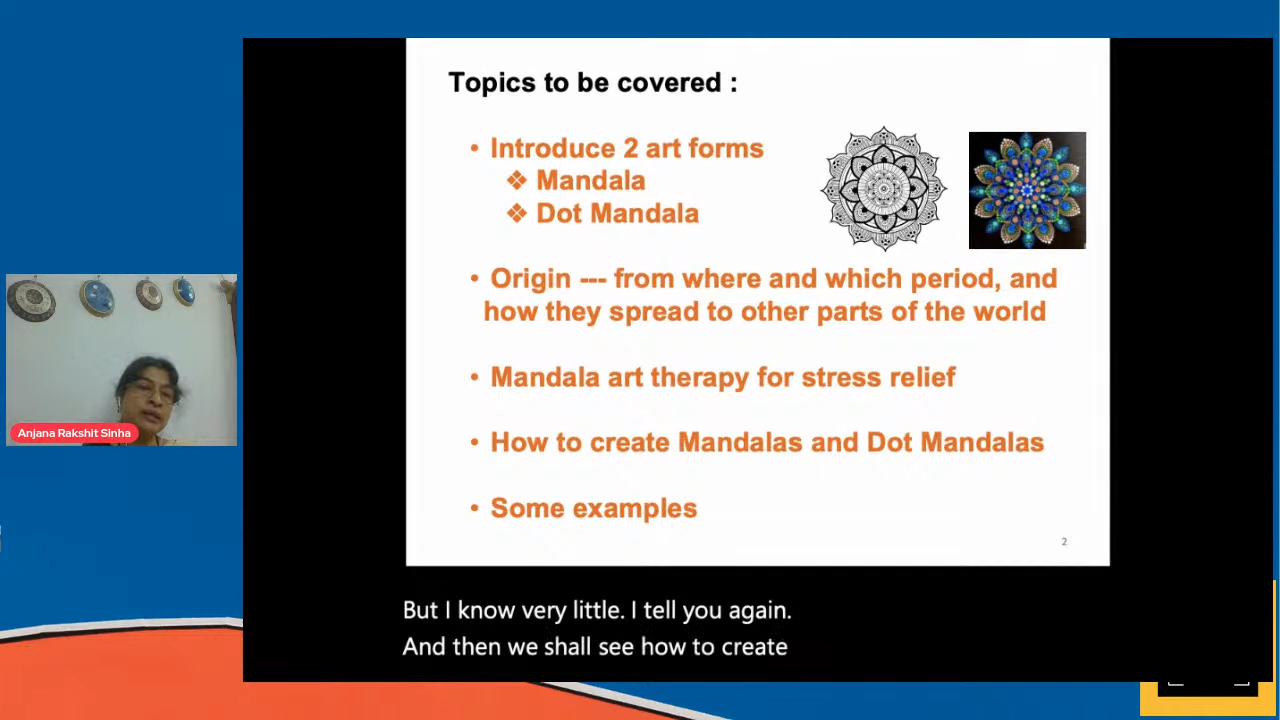 Topics to be covered :
• Introduce 2 art forms
❖ Mandala
❖ Dot Mandala
• Origin --- from where and which period, and
how they spread to other parts of the world
• Mandala art therapy for stress relief
• How to create Mandalas and Dot Mandalas
• Some examples
2
Anjana Rakshit Sinha
But I know very little. I tell you again.
And then we shall see how to create